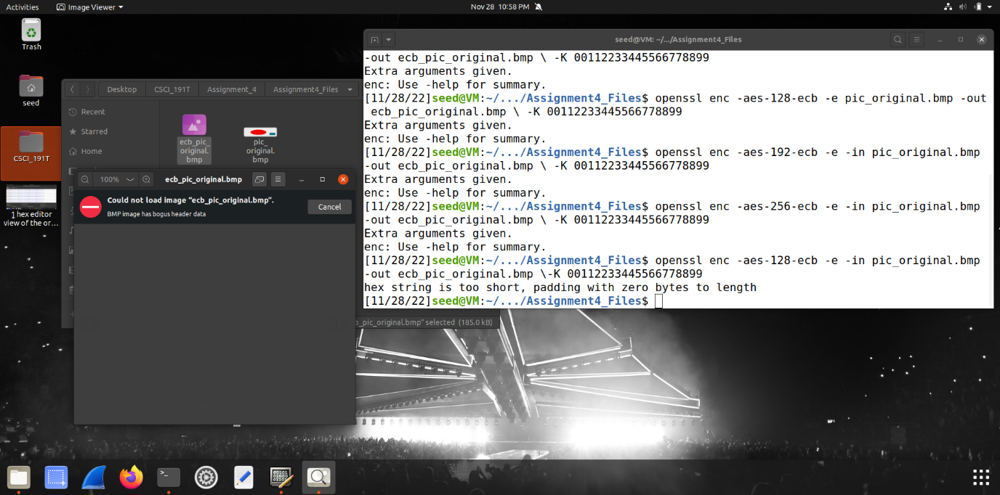 Activities
Image Viewer
Nov 28 10:58 PM
Trash
seed
CSCI_191T
1 hex editor
view of the or…
Desktop
CSCI_191T
Assignment_4
Assignment4_Files
Recent
Starred
Home
ecb_pic_
original.
bmp
pic_
original.
bmp
100%
ecb_pic_original.bmp
Could not load image “ecb_pic_original.bmp”.
BMP image has bogus header data
Cancel
_pic_original.bmp” selected (185.0 kB)
seed@VM: ~/.../Assignment4_Files
-out ecb_pic_original.bmp \ -K 00112233445566778899
Extra arguments given.
enc: Use -help for summary.
[11/28/22]seed@VM:~/.../Assignment4_Files$ openssl enc -aes-128-ecb -e pic_original.bmp -out
ecb_pic_original.bmp \ -K 00112233445566778899
Extra arguments given.
enc: Use -help for summary.
[11/28/22]seed@VM:~/.../Assignment4_Files$ openssl enc -aes-192-ecb -e -in pic_original.bmp
-out ecb_pic_original.bmp \ -K 00112233445566778899
Extra arguments given.
enc: Use -help for summary.
[11/28/22]seed@VM:~/.../Assignment4_Files$ openssl enc -aes-256-ecb -e -in pic_original.bmp
-out ecb_pic_original.bmp \ -K 00112233445566778899
Extra arguments given.
enc: Use -help for summary.
[11/28/22]seed@VM:~/.../Assignment4_Files$ openssl enc -aes-128-ecb -e -in pic_original.bmp
-out ecb_pic_original.bmp \-K 00112233445566778899
hex string is too short, padding with zero bytes to length
[11/28/22]seed@VM:~/.../Assignment4_Files$